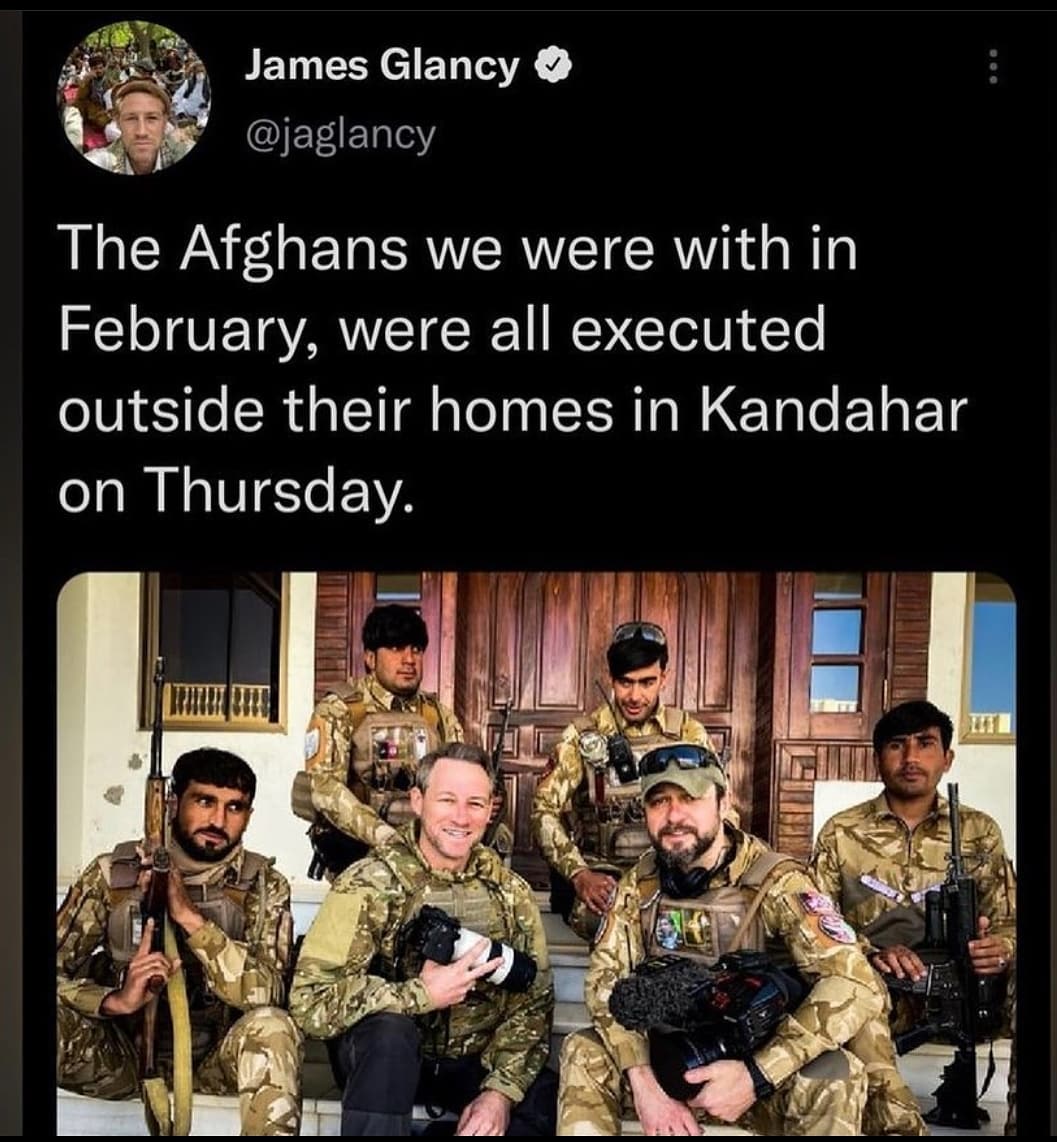 James Glancy
@jaglancy
The Afghans we were with in
February, were all executed
outside their homes in Kandahar
on Thursday.